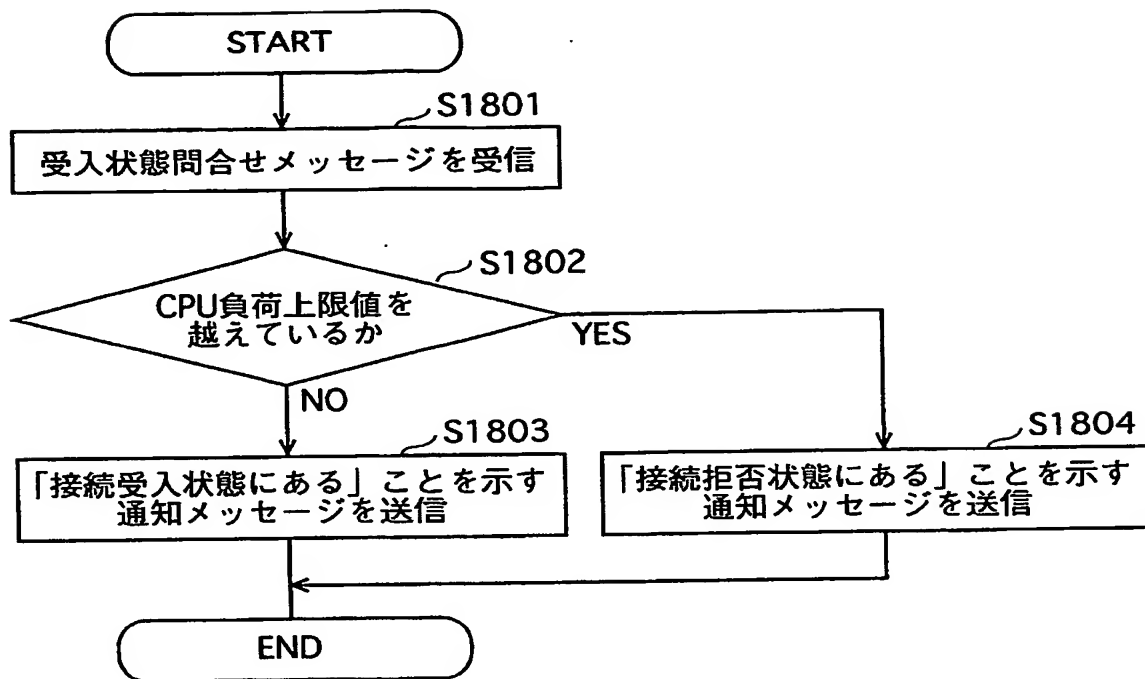 START
S1801
受入状態問合せメッセージを受信
S1802
CPU負荷上限値を
越えているか
YES
NO
S1803
「接続受入状態にある」ことを示す
通知メッセージを送信
S1804
「接続拒否状態にある」ことを示す
通知メッセージを送信
END